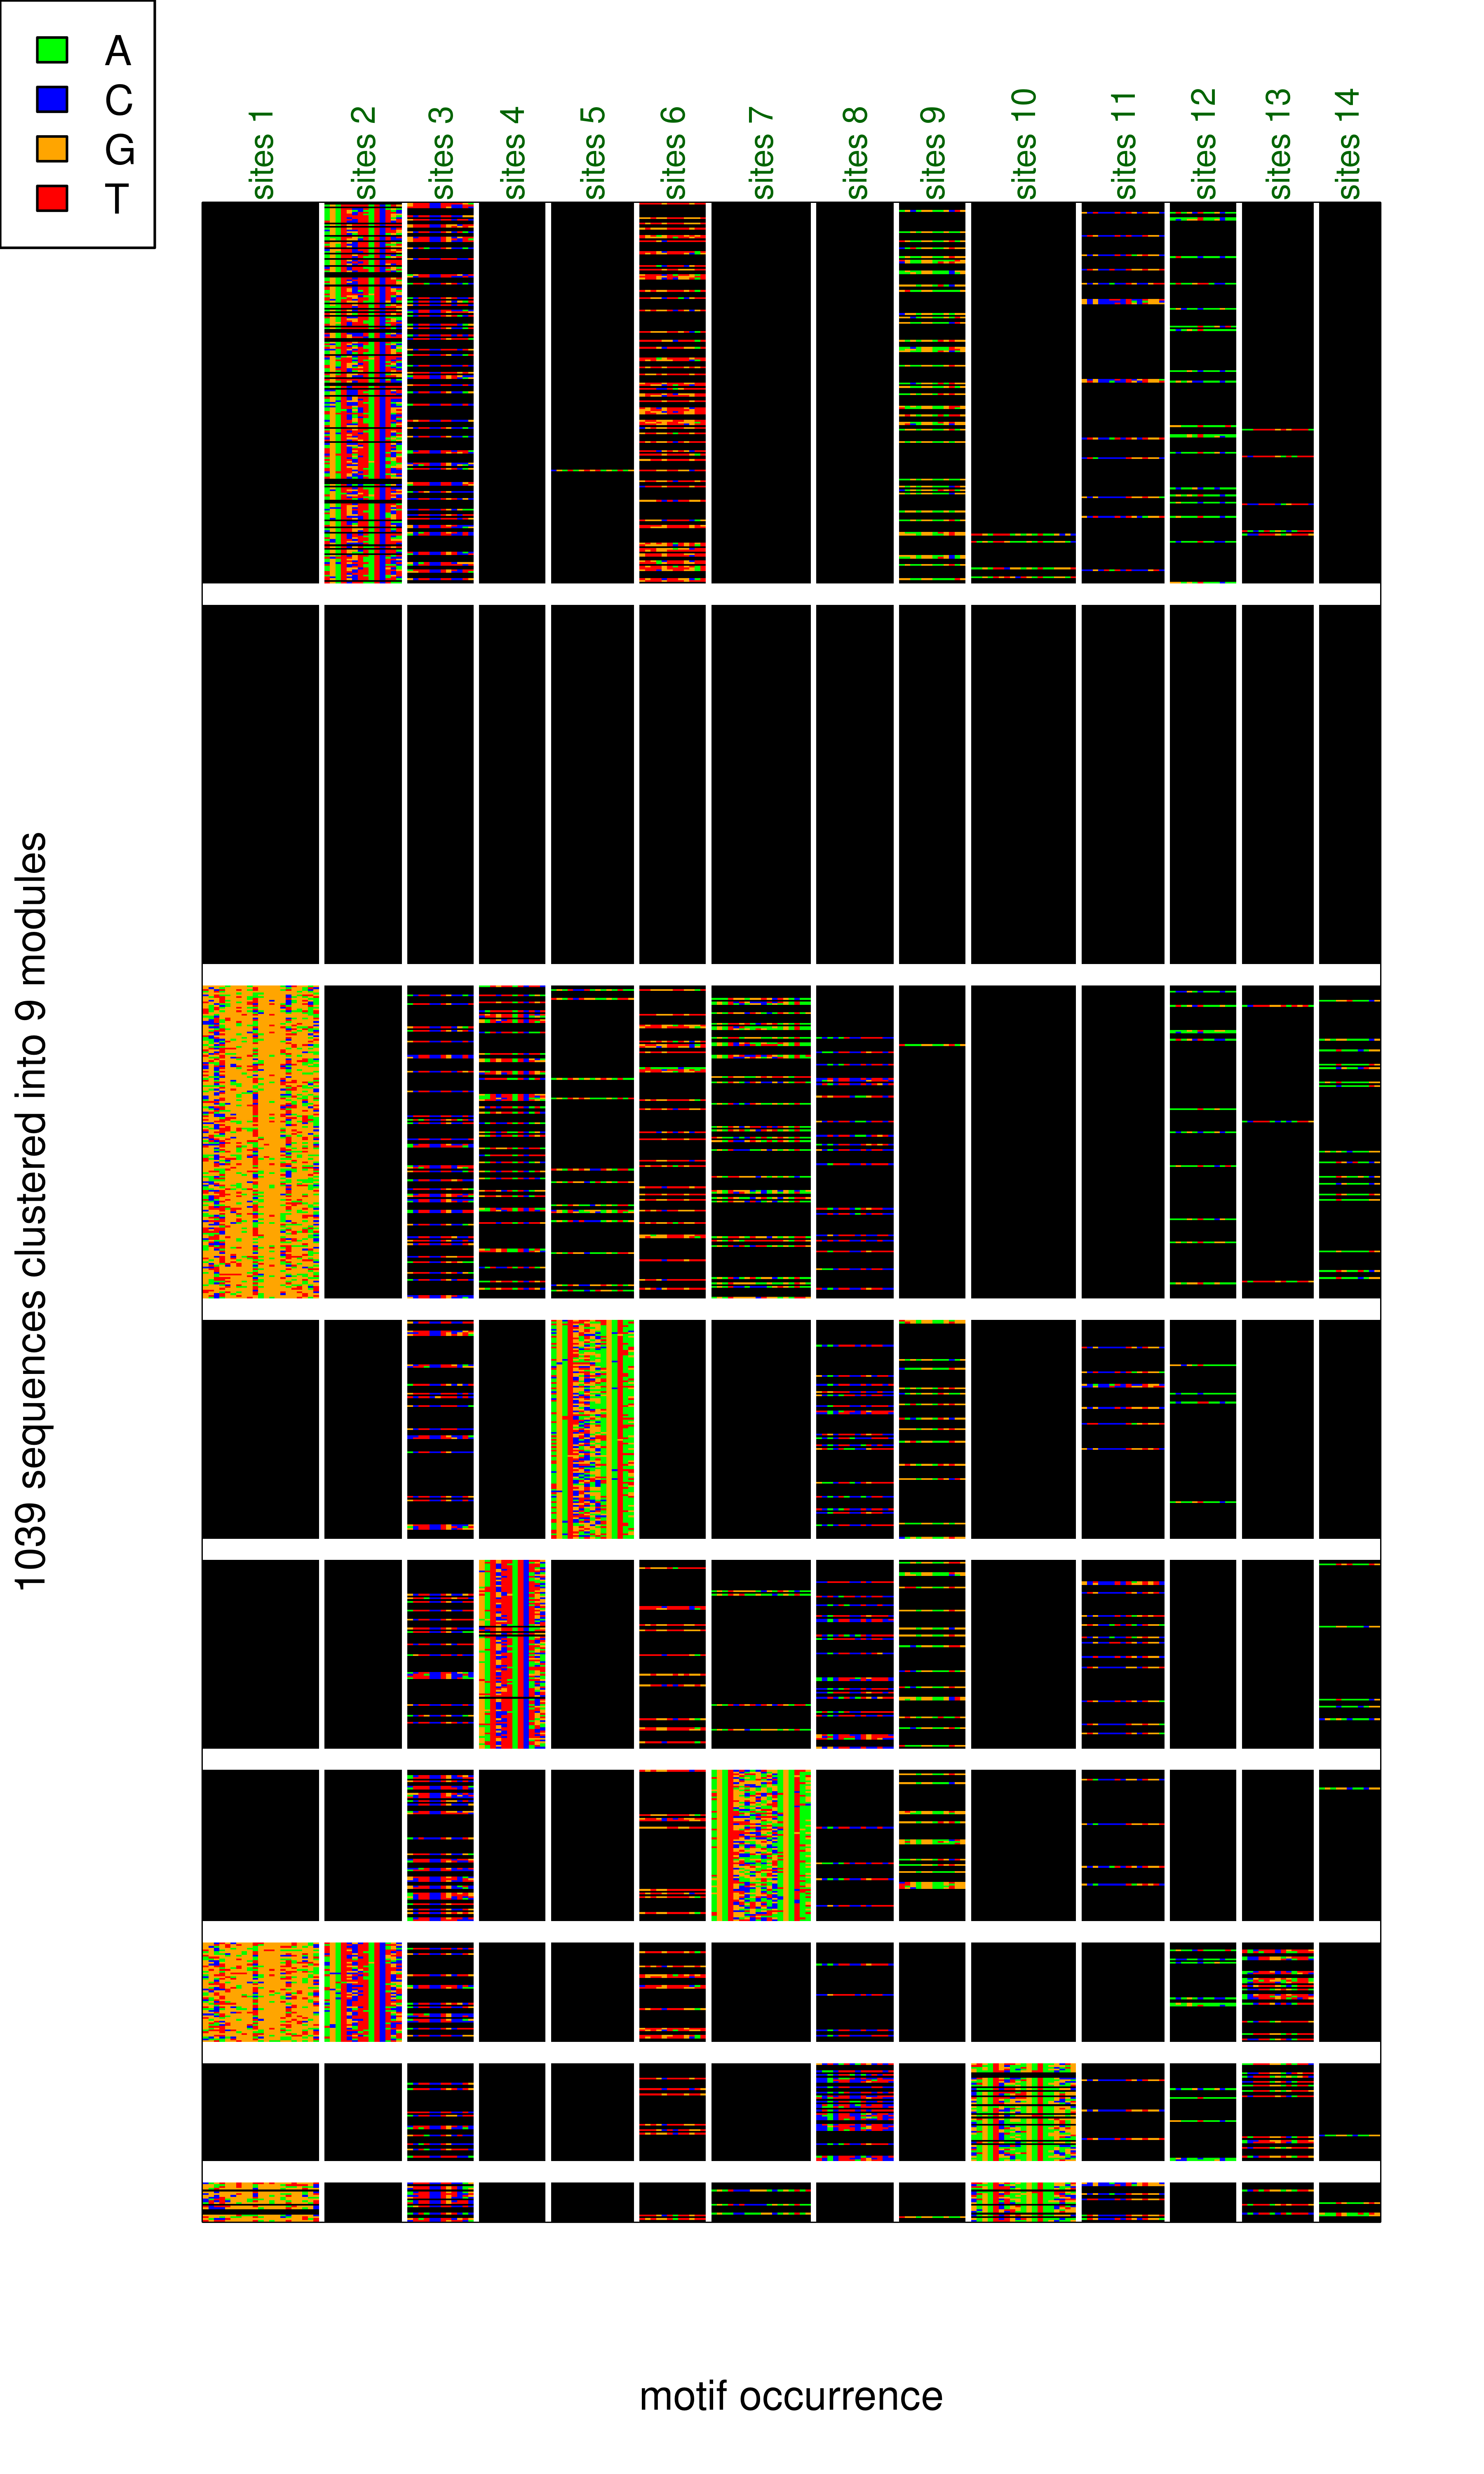 A
C
G
T
sites 1
sites 2
sites 3
sites 4
sites 5
sites 6
sites 7
sites 8
sites 9
sites 10
sites 11
sites 12
sites 13
sites 14
1039 sequences clustered into 9 modules
motif occurrence